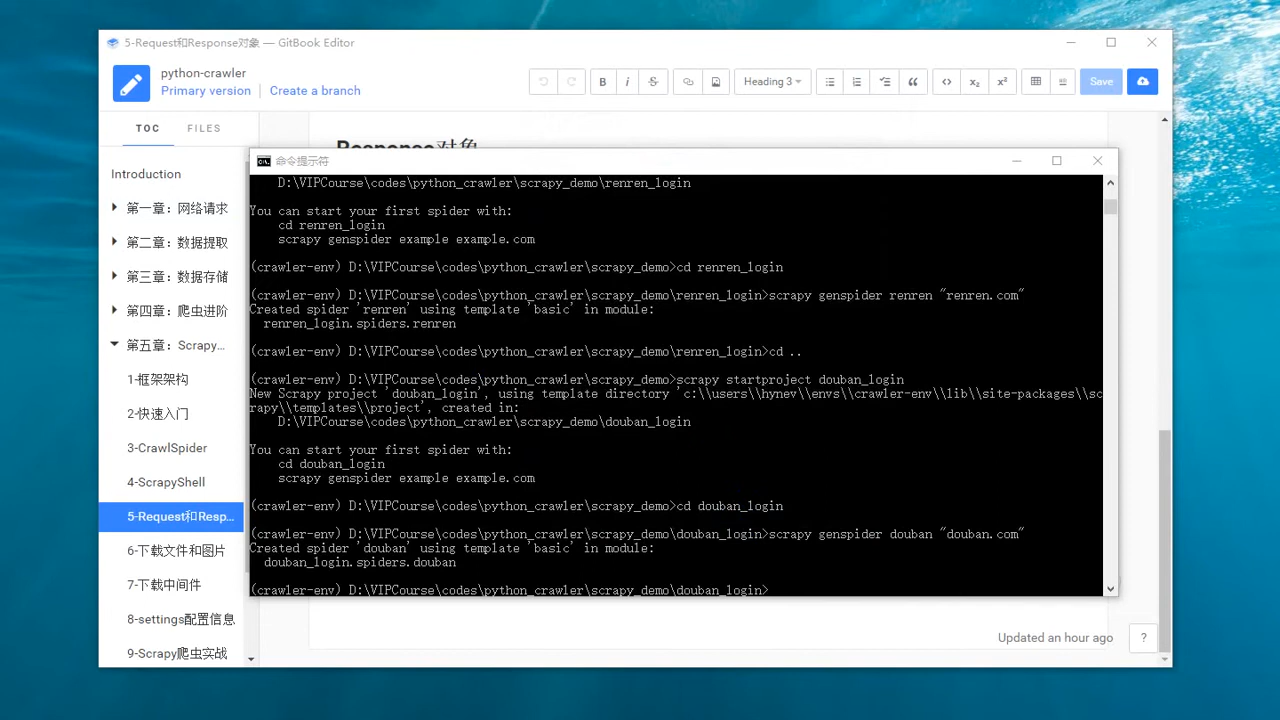 5-Request和Response对象 — GitBook Editor
python-crawler
Primary version
Create a branch
B
i
S
Heading 3
x₂
x²
Save
TOC
FILES
Introduction
第一章：网络请求
第二章：数据提取
第三章：数据存储
第四章：爬虫进阶
第五章：Scrapy...
1-框架架构
2-快速入门
3-CrawlSpider
4-ScrapyShell
5-Request和Resp...
6-下载文件和图片
7-下载中间件
8-settings配置信息
9-Scrapy爬虫实战
Response对象
命令提示符
D:\VIPCourse\codes\python_crawler\scrapy_demo\renren_login
You can start your first spider with:
cd renren_login
scrapy genspider example example.com
(crawler-env) D:\VIPCourse\codes\python_crawler\scrapy_demo>cd renren_login
(crawler-env) D:\VIPCourse\codes\python_crawler\scrapy_demo\renren_login>scrapy genspider renren "renren.com"
Created spider 'renren' using template 'basic' in module:
renren_login.spiders.renren
(crawler-env) D:\VIPCourse\codes\python_crawler\scrapy_demo\renren_login>cd ..
(crawler-env) D:\VIPCourse\codes\python_crawler\scrapy_demo>scrapy startproject douban_login
New Scrapy project 'douban_login', using template directory 'c:\\users\\hynev\\envs\\crawler-env\\lib\\site-packages\\sc
rapy\\templates\\project', created in:
D:\VIPCourse\codes\python_crawler\scrapy_demo\douban_login
You can start your first spider with:
cd douban_login
scrapy genspider example example.com
(crawler-env) D:\VIPCourse\codes\python_crawler\scrapy_demo>cd douban_login
(crawler-env) D:\VIPCourse\codes\python_crawler\scrapy_demo\douban_login>scrapy genspider douban "douban.com"
Created spider 'douban' using template 'basic' in module:
douban_login.spiders.douban
(crawler-env) D:\VIPCourse\codes\python_crawler\scrapy_demo\douban_login>
Updated an hour ago
?